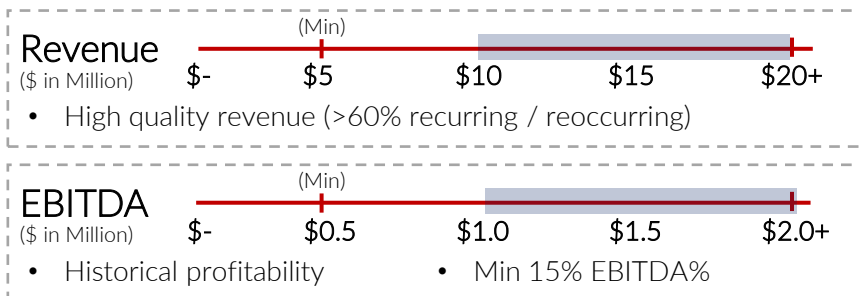 (Min)
Revenue
($ in Million)
$- $5 $10 $15 $20+
• High quality revenue (>60% recurring / reoccurring)
(Min)
EBITDA
($ in Million)
$- $0.5 $1.0 $1.5 $2.0+
• Historical profitability • Min 15% EBITDA%